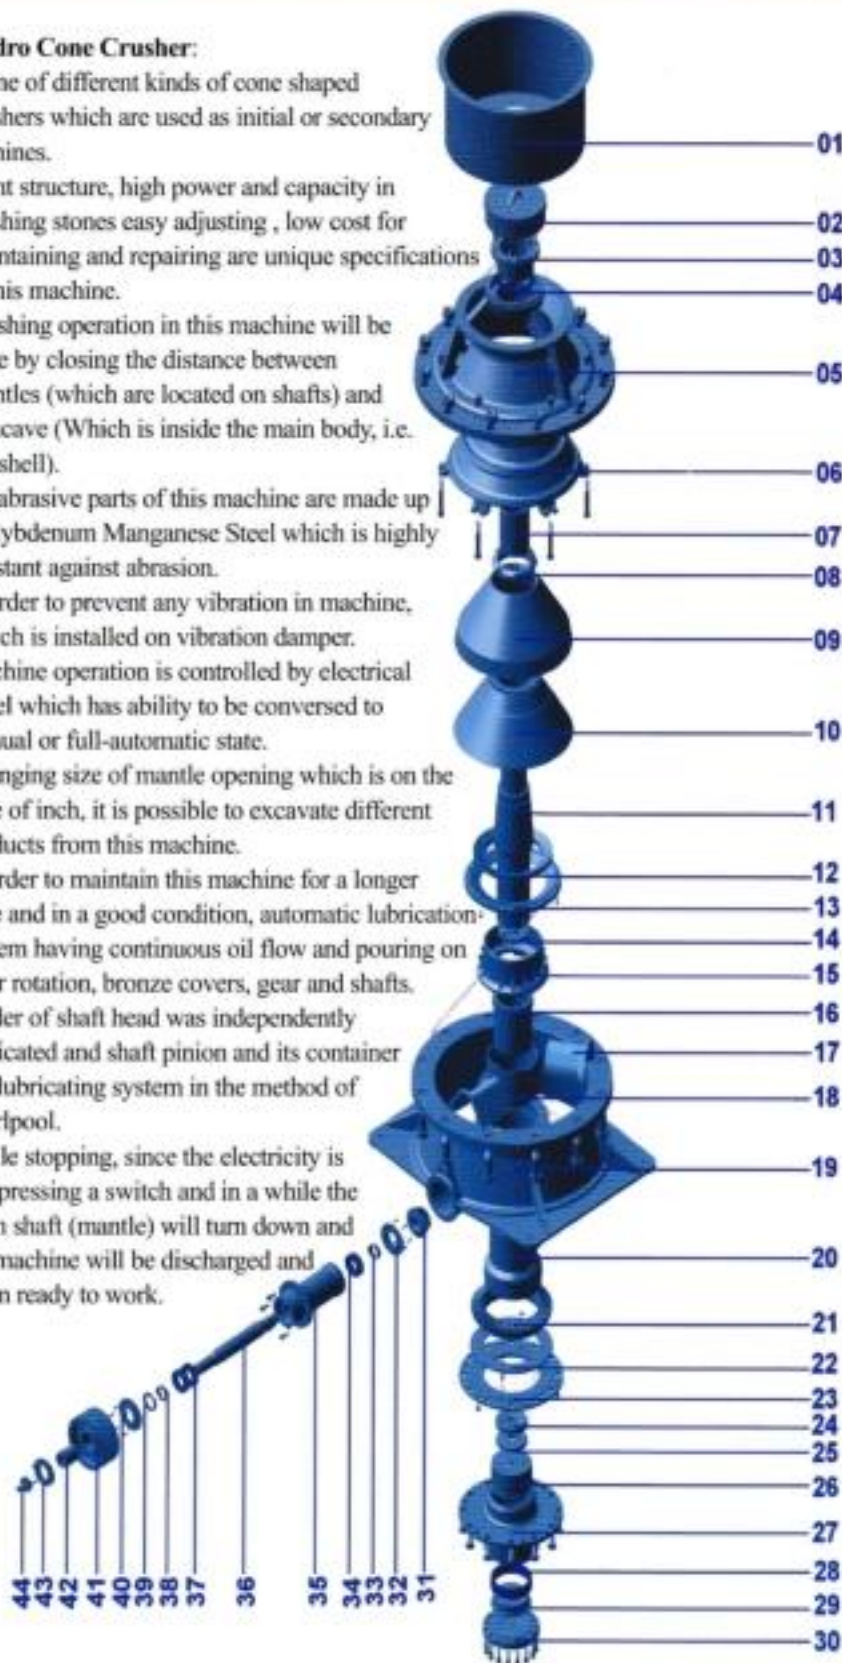 dro Cone Crusher:
ne of different kinds of cone shaped
shers which are used as initial or secondary
hines.
nt structure, high power and capacity in
shing stones easy adjusting , low cost for
ntaining and repairing are unique specifications
his machine.
shing operation in this machine will be
e by closing the distance between
ntles (which are located on shafts) and
cave (Which is inside the main body, i.e.
shell).
abrasive parts of this machine are made up
ybdenum Manganese Steel which is highly
stant against abrasion.
rder to prevent any vibration in machine,
ch is installed on vibration damper.
chine operation is controlled by electrical
el which has ability to be conversed to
ual or full-automatic state.
nging size of mantle opening which is on the
e of inch, it is possible to excavate different
ducts from this machine.
rder to maintain this machine for a longer
e and in a good condition, automatic lubrication
em having continuous oil flow and pouring on
r rotation, bronze covers, gear and shafts.
der of shaft head was independently
icated and shaft pinion and its container
lubricating system in the method of
rlpool.
le stopping, since the electricity is
pressing a switch and in a while the
n shaft (mantle) will turn down and
machine will be discharged and
n ready to work.
01
02
03
04
05
06
07
08
09
10
11
12
13
14
15
16
17
18
19
20
21
22
23
24
25
26
27
28
29
30
44 43 42 41 40 39 38 37 36 35 34 33 32 31